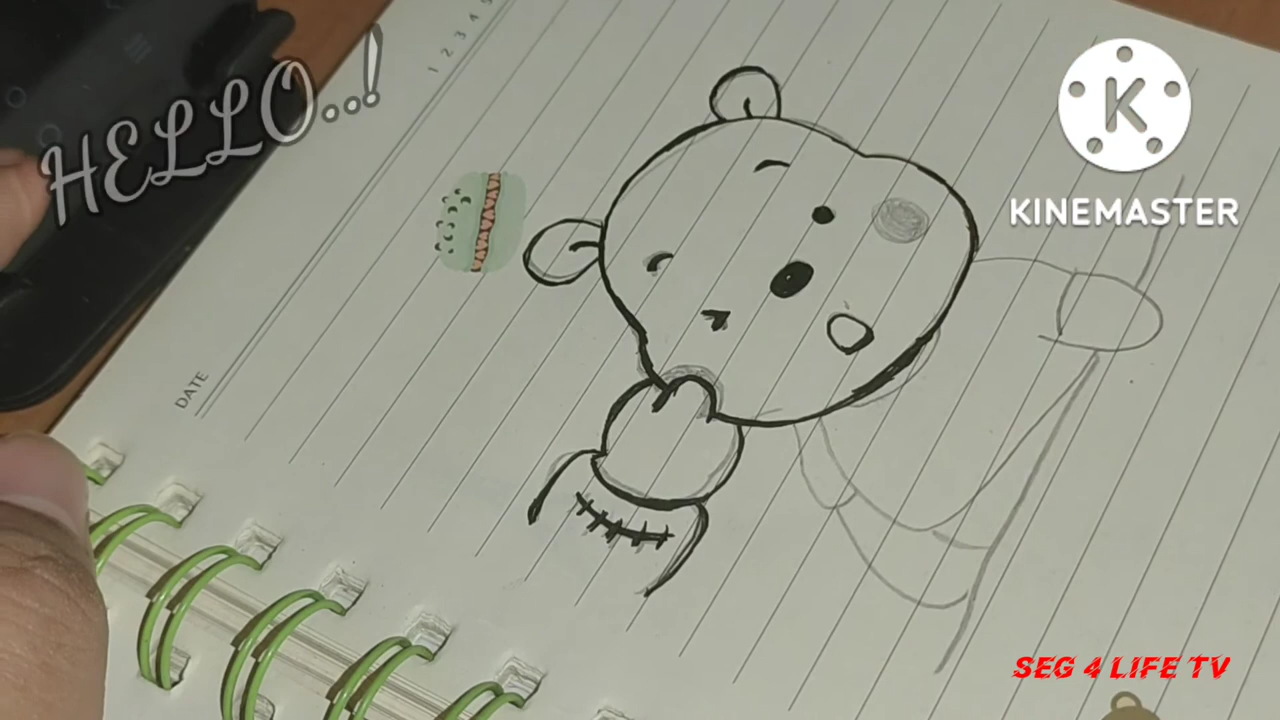 HELLO..!
1 2 3 4 5
KINEMASTER
DATE
SEG 4 LIFE TV